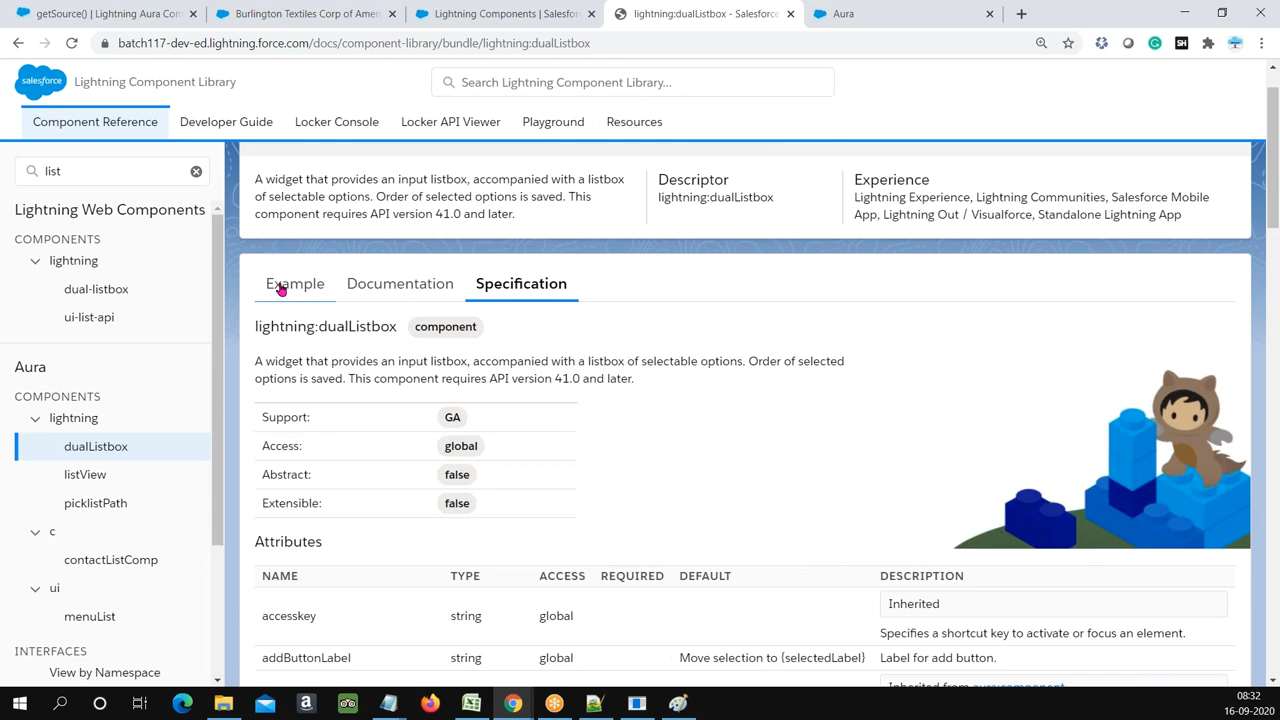 getSource() | Lightning Aura Com
Burlington Textiles Corp of Amer
Lightning Components | Salesfor
lightning:dualListbox - Salesforce
Aura
batch117-dev-ed.lightning.force.com/docs/component-library/bundle/lightning:dualListbox
salesforce
Lightning Component Library
Search Lightning Component Library...
Component Reference
Developer Guide
Locker Console
Locker API Viewer
Playground
Resources
list
Lightning Web Components
COMPONENTS
lightning
dual-listbox
ui-list-api
Aura
COMPONENTS
lightning
dualListbox
listView
picklistPath
c
contactListComp
ui
menuList
INTERFACES
View by Namespace
A widget that provides an input listbox, accompanied with a listbox
of selectable options. Order of selected options is saved. This
component requires API version 41.0 and later.
Descriptor
lightning:dualListbox
Experience
Lightning Experience, Lightning Communities, Salesforce Mobile
App, Lightning Out / Visualforce, Standalone Lightning App
Example
Documentation
Specification
lightning:dualListbox
component
A widget that provides an input listbox, accompanied with a listbox of selectable options. Order of selected
options is saved. This component requires API version 41.0 and later.
Support: GA
Access: global
Abstract: false
Extensible: false
Attributes
NAME TYPE ACCESS REQUIRED DEFAULT DESCRIPTION
Inherited
accesskey string global
Specifies a shortcut key to activate or focus an element.
addButtonLabel string global Move selection to {selectedLabel} Label for add button.
Inherited from aura:component
08:32
16-09-2020